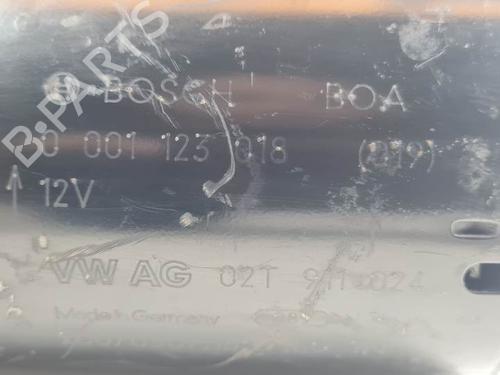 BOSCH BOA
0 001 123 018 (819)
12V
VW AG 02T 911 024
Made in Germany
B-PARTS